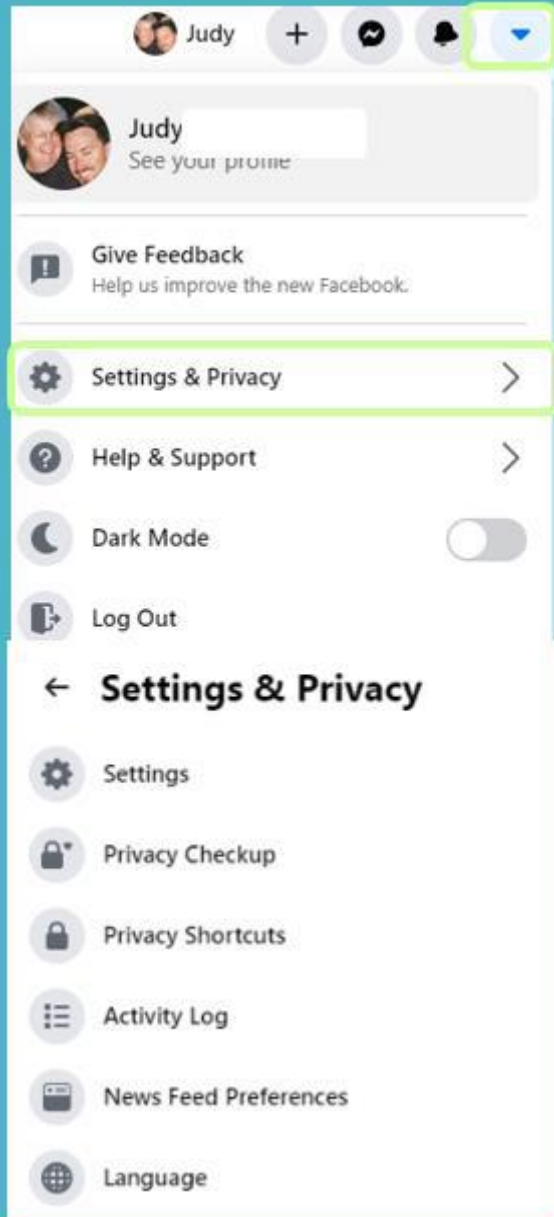 Judy
Judy
See your profile
Give Feedback
Help us improve the new Facebook.
Settings & Privacy
Help & Support
Dark Mode
Log Out
Settings & Privacy
Settings
Privacy Checkup
Privacy Shortcuts
Activity Log
News Feed Preferences
Language